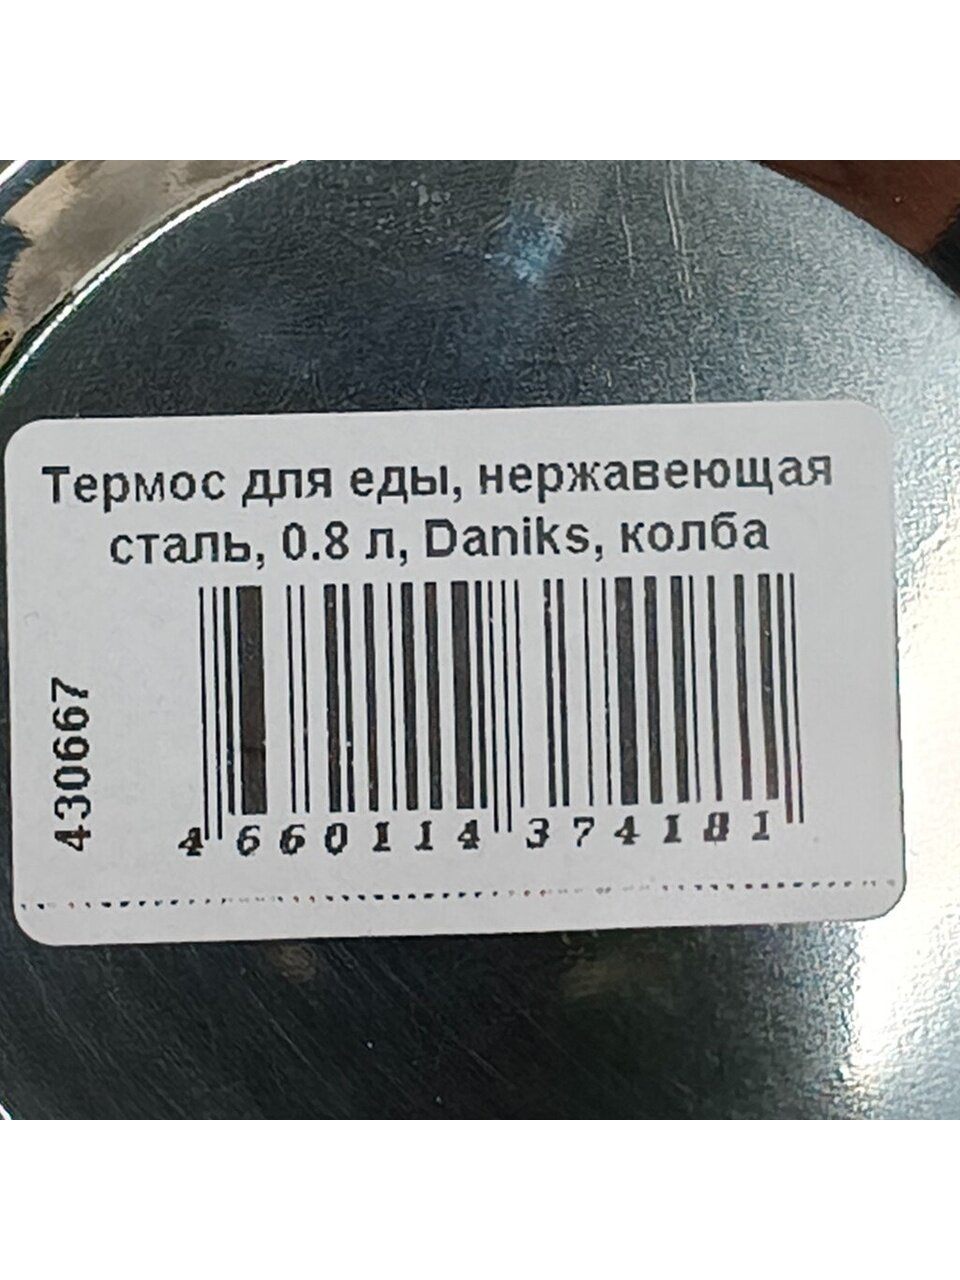 Термос для еды, нержавеющая
сталь, 0.8 л, Daniks, колба
430667
4 660114 374181